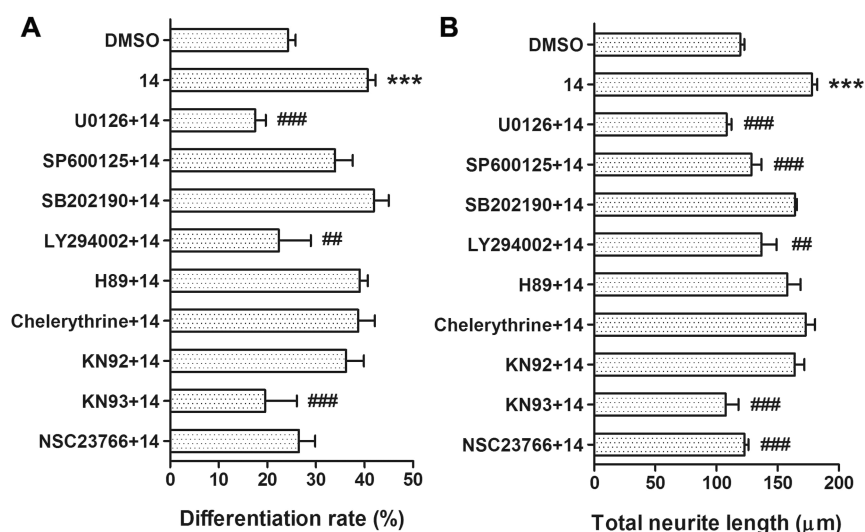 A
DMSO
14 ***
U0126+14 ###
SP600125+14
SB202190+14
LY294002+14 ##
H89+14
Chelerythrine+14
KN92+14
KN93+14 ###
NSC23766+14
0 10 20 30 40 50
Differentiation rate (%)
B
DMSO
14 ***
U0126+14 ###
SP600125+14 ###
SB202190+14
LY294002+14 ##
H89+14
Chelerythrine+14
KN92+14
KN93+14 ###
NSC23766+14 ###
0 50 100 150 200
Total neurite length (μm)